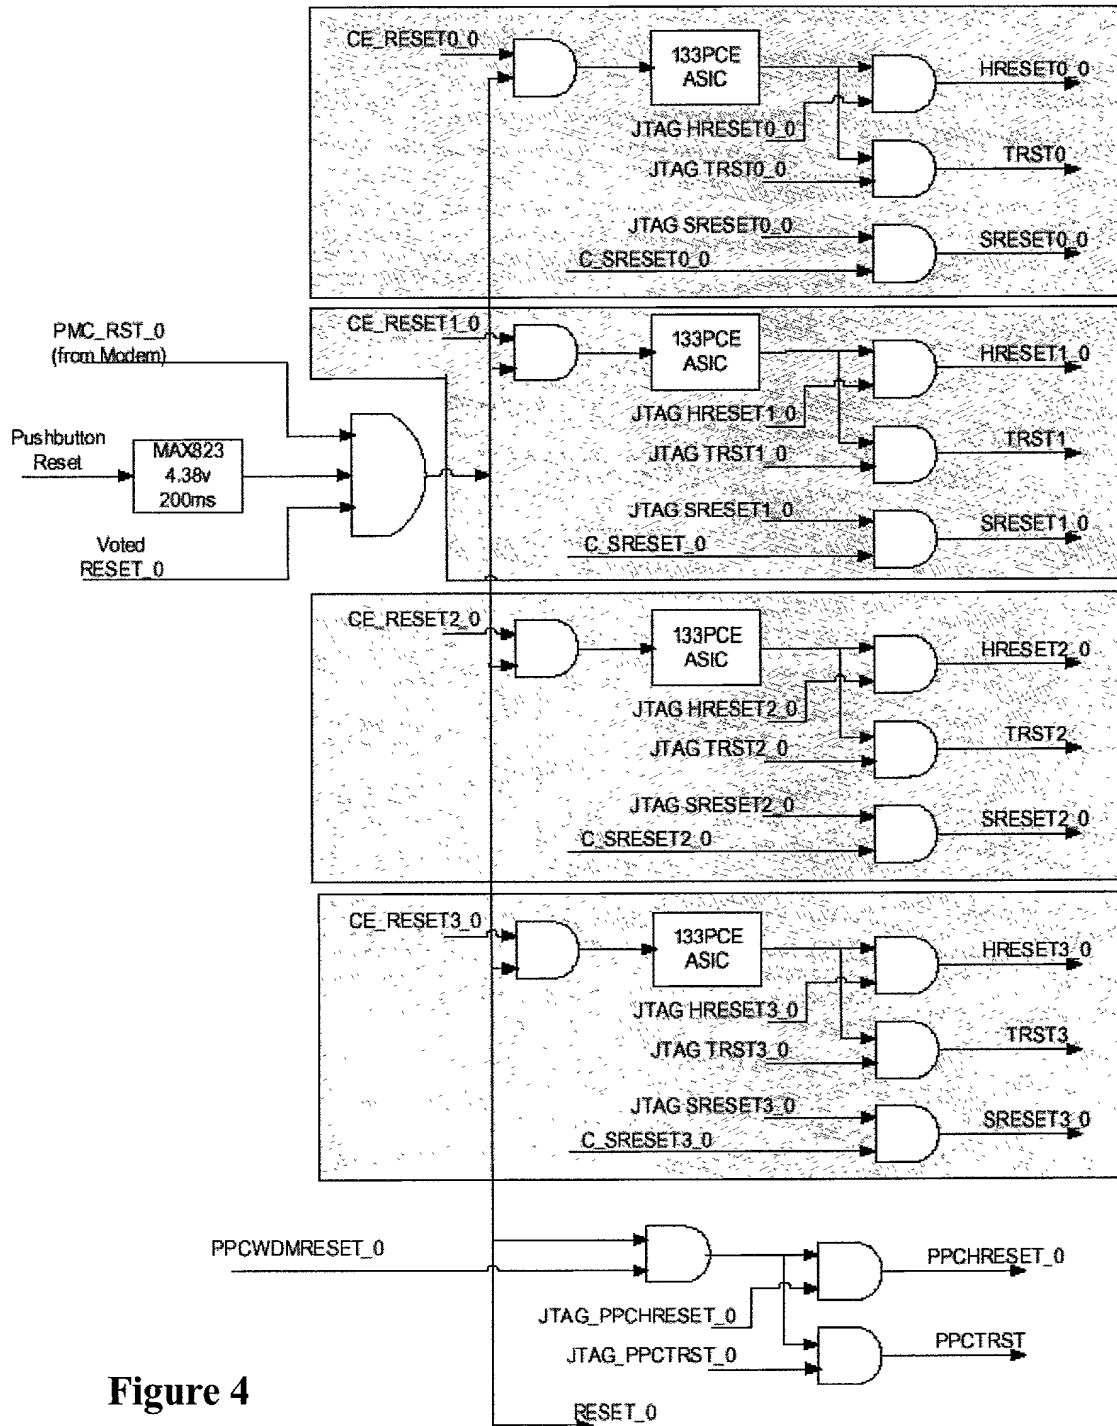 CE_RESET0_0
133PCE
ASIC
HRESET0_0
JTAG HRESET0_0
TRST0
JTAG TRST0_0
JTAG SRESET0_0
SRESET0_0
C_SRESET0_0
CE_RESET1_0
133PCE
ASIC
HRESET1_0
JTAG HRESET1_0
TRST1
JTAG TRST1_0
JTAG SRESET1_0
SRESET1_0
C_SRESET_0
PMC_RST_0
(from Modem)
Pushbutton
Reset
MAX823
4.38v
200ms
Voted
RESET_0
CE_RESET2_0
133PCE
ASIC
HRESET2_0
JTAG HRESET2_0
TRST2
JTAG TRST2_0
JTAG SRESET2_0
SRESET2_0
C_SRESET2_0
CE_RESET3_0
133PCE
ASIC
HRESET3_0
JTAG HRESET3_0
TRST3
JTAG TRST3_0
JTAG SRESET3_0
SRESET3_0
C_SRESET3_0
PPCWDMRESET_0
PPCHRESET_0
JTAG_PPCHRESET_0
PPCTRST
JTAG_PPCTRST_0
RESET_0
Figure 4